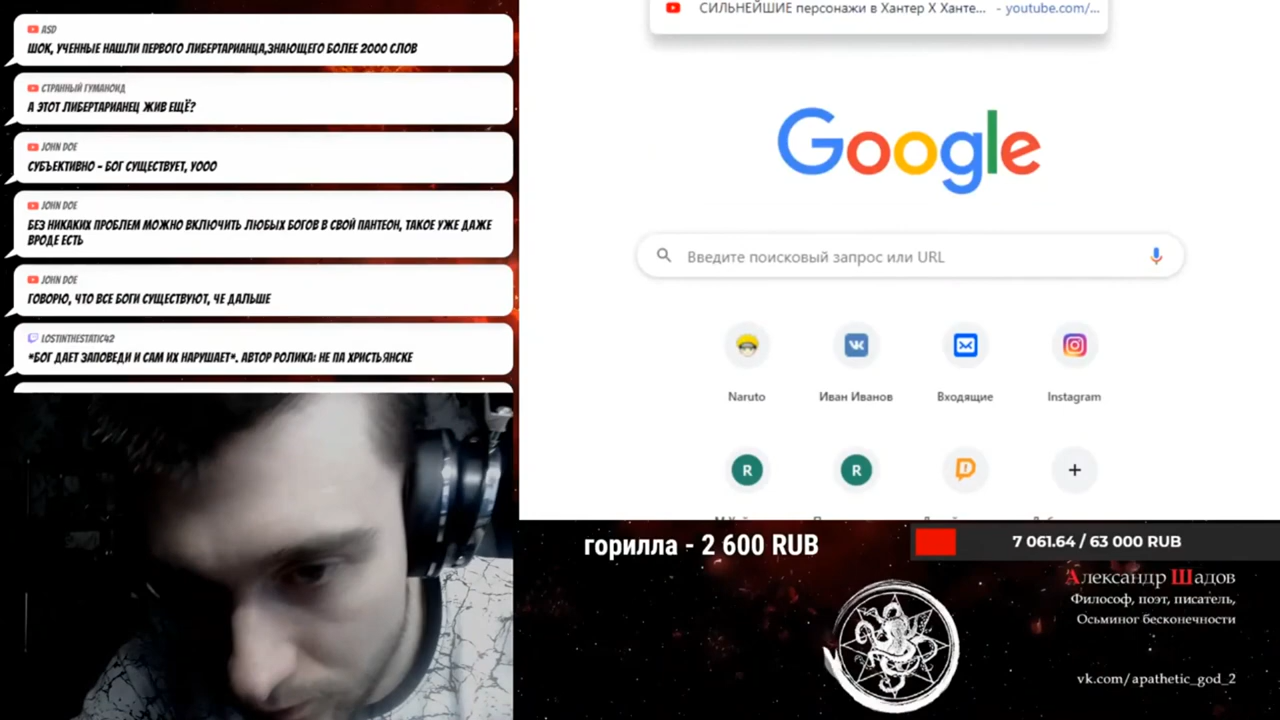 ASD
ШОК, УЧЕННЫЕ НАШЛИ ПЕРВОГО ЛИБЕРТАРИАНЦА,ЗНАЮЩЕГО БОЛЕЕ 2000 СЛОВ
СТРАННЫЙ ГУМАНОИД
А ЭТОТ ЛИБЕРТАРИАНЕЦ ЖИВ ЕЩЁ?
JOHN DOE
СУБЪЕКТИВНО - БОГ СУЩЕСТВУЕТ, УООО
JOHN DOE
БЕЗ НИКАКИХ ПРОБЛЕМ МОЖНО ВКЛЮЧИТЬ ЛЮБЫХ БОГОВ В СВОЙ ПАНТЕОН, ТАКОЕ УЖЕ ДАЖЕ
ВРОДЕ ЕСТЬ
JOHN DOE
ГОВОРЮ, ЧТО ВСЕ БОГИ СУЩЕСТВУЮТ, ЧЕ ДАЛЬШЕ
LOSTINTHESTATIC42
*БОГ ДАЕТ ЗАПОВЕДИ И САМ ИХ НАРУШАЕТ*. АВТОР РОЛИКА: НЕ ПА ХРИСТЬЯНСКЕ
СИЛЬНЕЙШИЕ персонажи в Хантер Х Ханте... - youtube.com/...
Google
Введите поисковый запрос или URL
Naruto
Иван Иванов
Входящие
Instagram
R
R
горилла - 2 600 RUB
7 061.64 / 63 000 RUB
Александр Шадов
Философ, поэт, писатель,
Осьминог бесконечности
vk.com/apathetic_god_2